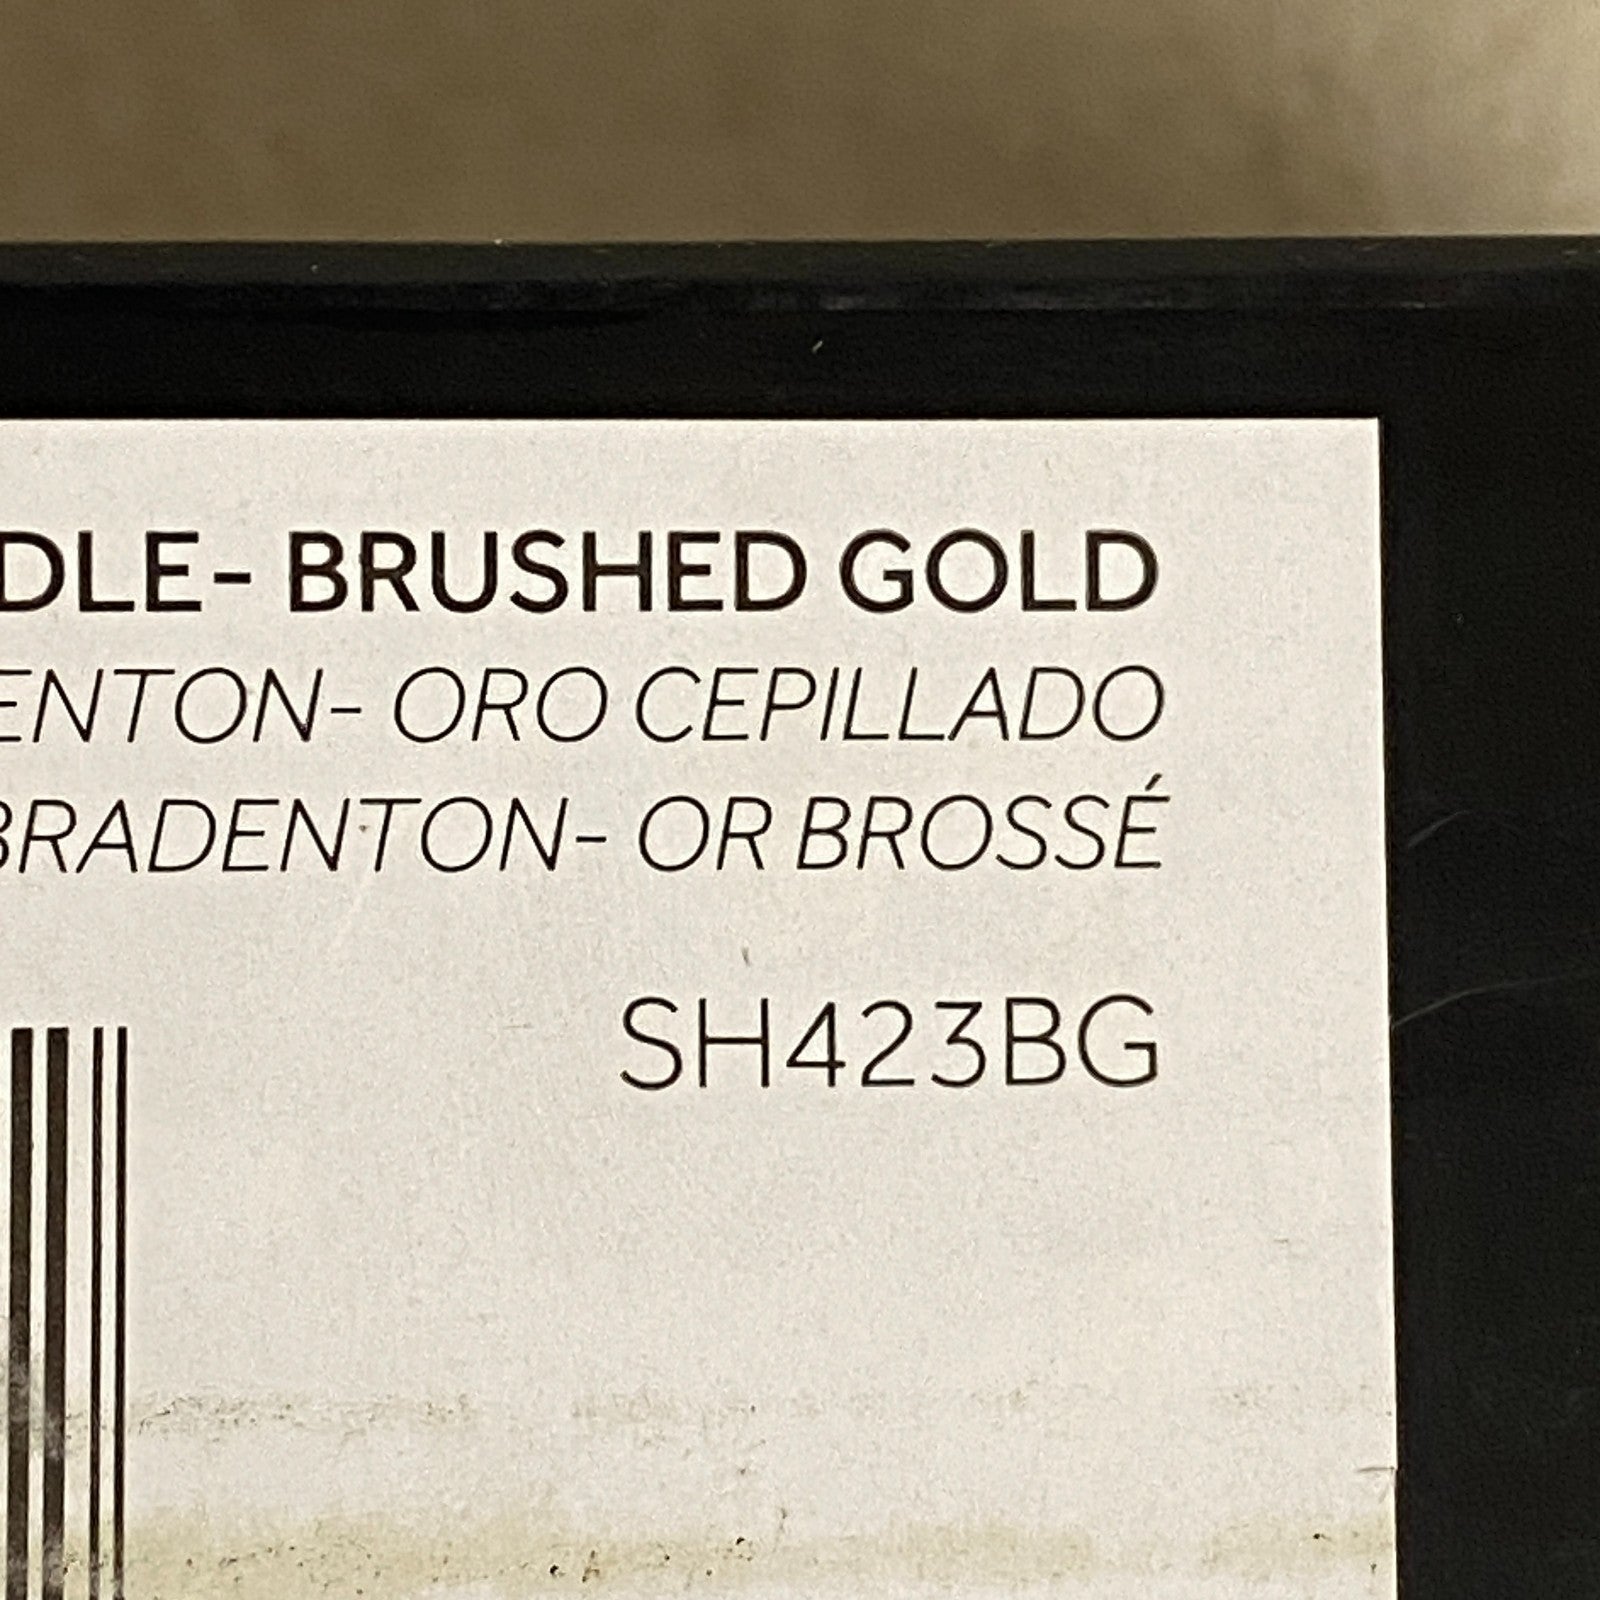 DLE- BRUSHED GOLD
ENTON- ORO CEPILLADO
BRADENTON- OR BROSSÉ
SH423BG